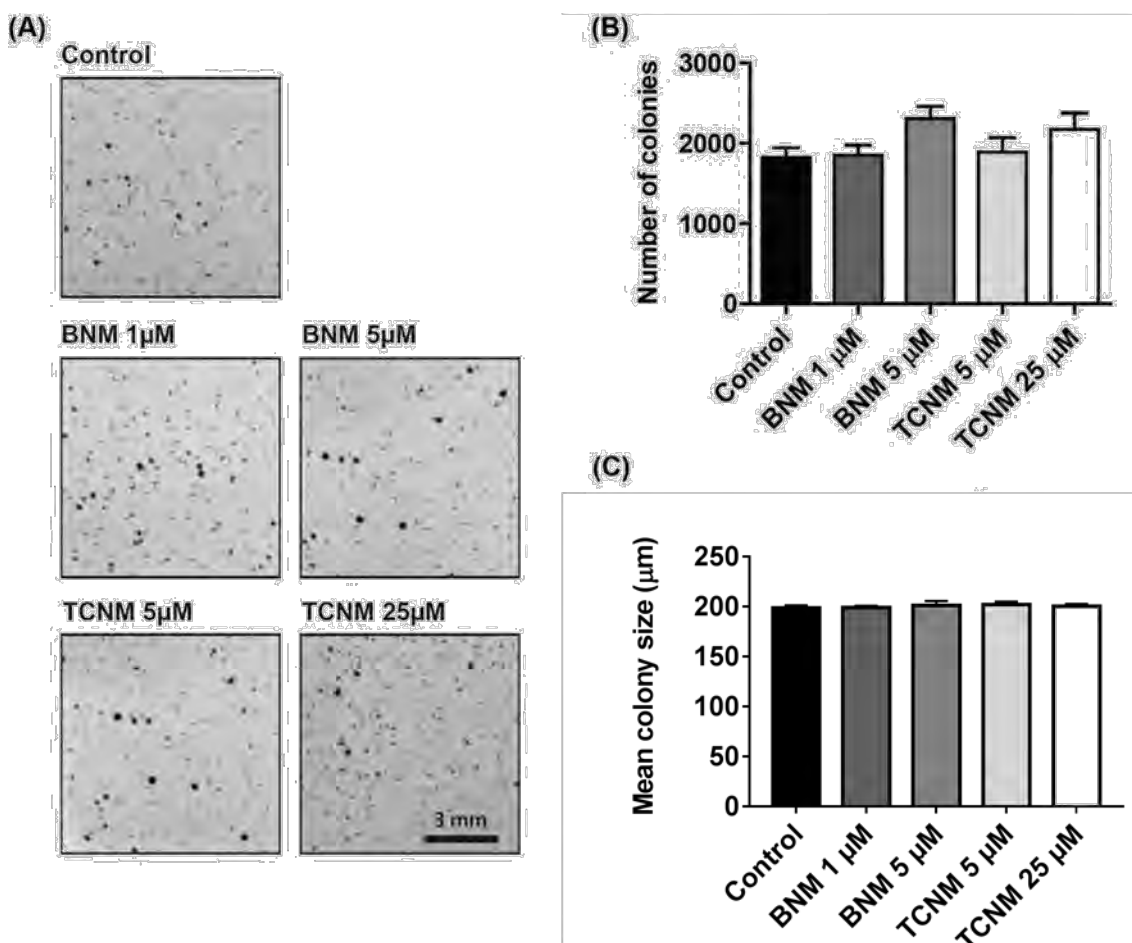 (A)
Control
BNM 1µM
BNM 5µM
TCNM 5µM
TCNM 25µM
3 mm
(B)
Number of colonies
3000
2000
1000
0
Control
BNM 1 µM
BNM 5 µM
TCNM 5 µM
TCNM 25 µM
(C)
Mean colony size (µm)
250
200
150
100
50
0
Control
BNM 1 µM
BNM 5 µM
TCNM 5 µM
TCNM 25 µM